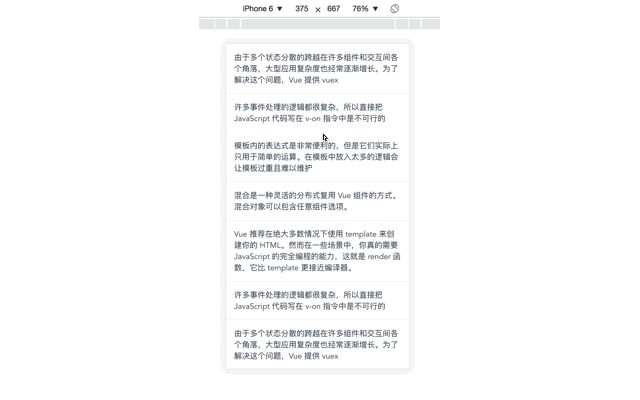 iPhone 6 ▼ 375 × 667 76% ▼
由于多个状态分散的跨越在许多组件和交互间各
个角落，大型应用复杂度也经常逐渐增长。为了
解决这个问题，Vue 提供 vuex
许多事件处理的逻辑都很复杂，所以直接把
JavaScript 代码写在 v-on 指令中是不可行的
模板内的表达式是非常便利的，但是它们实际上
只用于简单的运算。在模板中放入太多的逻辑会
让模板过重且难以维护
混合是一种灵活的分布式复用 Vue 组件的方式。
混合对象可以包含任意组件选项。
Vue 推荐在绝大多数情况下使用 template 来创
建你的 HTML。然而在一些场景中，你真的需要
JavaScript 的完全编程的能力，这就是 render 函
数，它比 template 更接近编译器。
许多事件处理的逻辑都很复杂，所以直接把
JavaScript 代码写在 v-on 指令中是不可行的
由于多个状态分散的跨越在许多组件和交互间各
个角落，大型应用复杂度也经常逐渐增长。为了
解决这个问题，Vue 提供 vuex